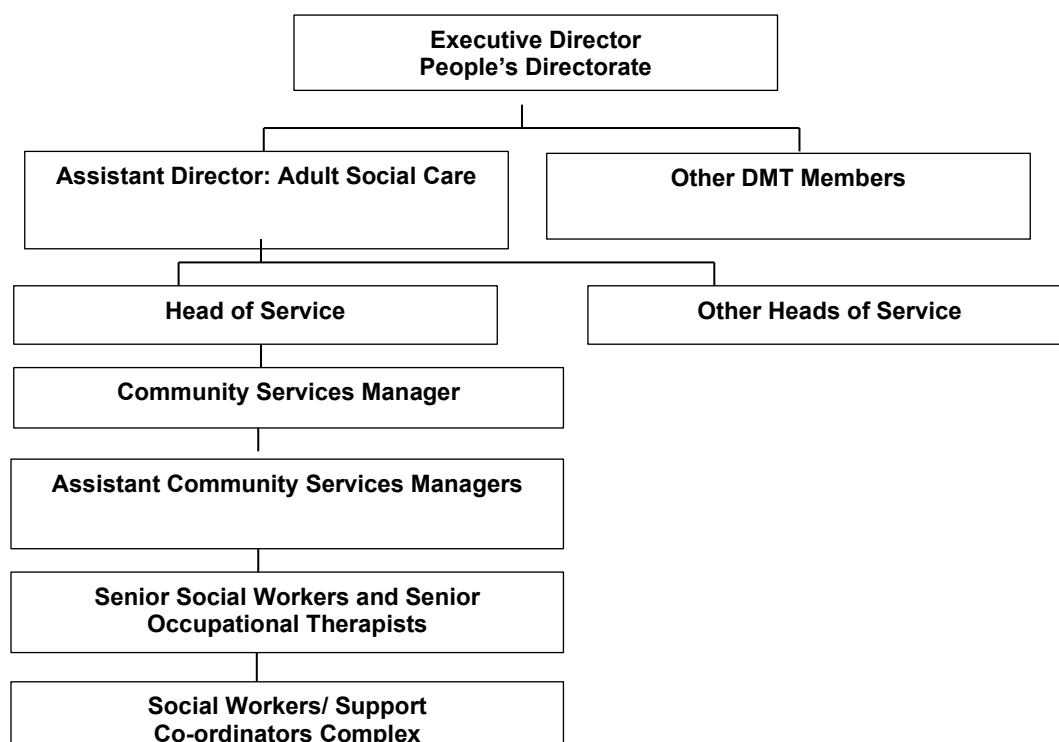 Executive Director
People’s Directorate
Assistant Director: Adult Social Care
Other DMT Members
Head of Service
Other Heads of Service
Community Services Manager
Assistant Community Services Managers
Senior Social Workers and Senior
Occupational Therapists
Social Workers/ Support
Co-ordinators Complex